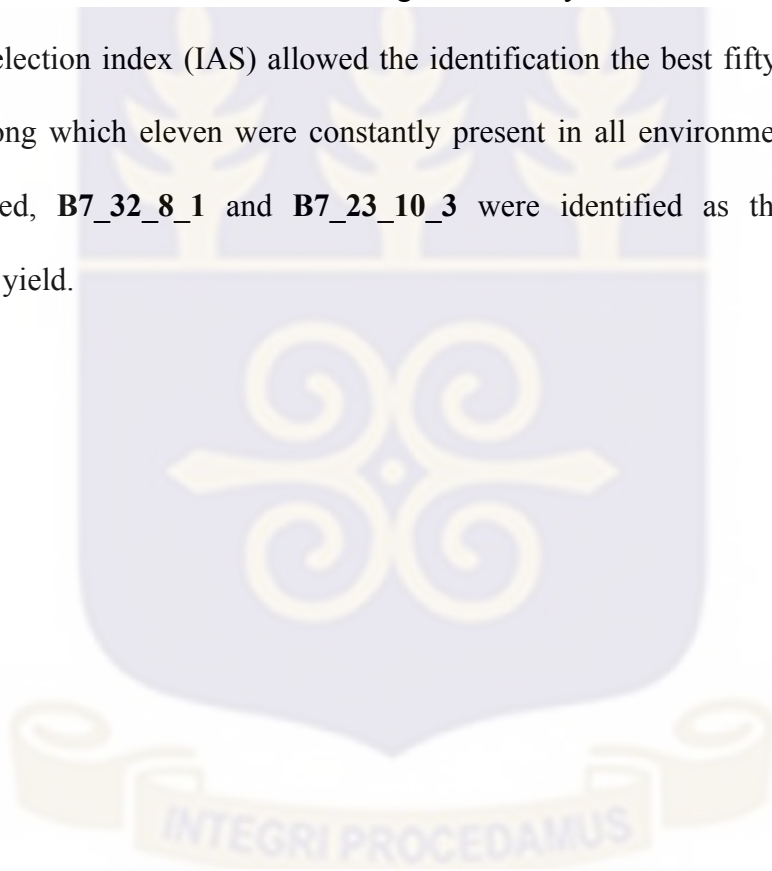 election index (IAS) allowed the identification the best fifty
ong which eleven were constantly present in all environme
ed, B7_32_8_1 and B7_23_10_3 were identified as th
yield.
INTEGRI PROCEDAMUS